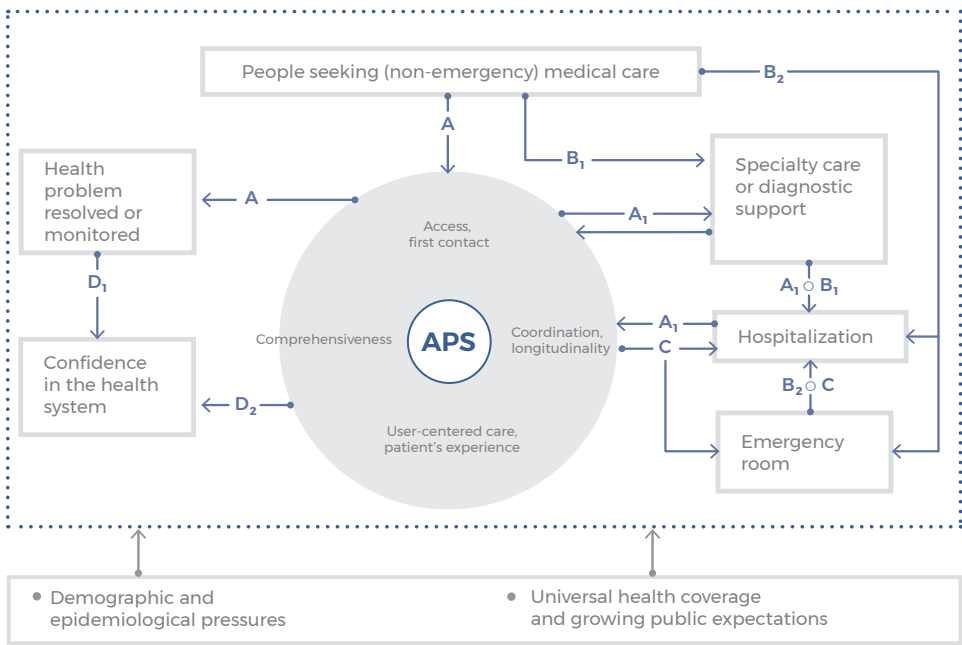 People seeking (non-emergency) medical care
B₂
A
B₁
Health
problem
resolved or
monitored
A
Specialty care
or diagnostic
support
A₁
Access,
first contact
D₁
A₁ ○ B₁
Comprehensiveness
APS
Coordination,
longitudinality
A₁
C
Hospitalization
Confidence
in the health
system
D₂
B₂ ○ C
User-centered care,
patient's experience
Emergency
room
• Demographic and
epidemiological pressures
• Universal health coverage
and growing public expectations